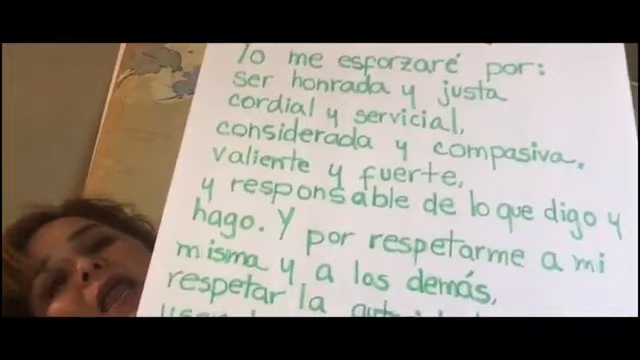 Yo me esforzaré por:
ser honrada y justa
cordial y servicial,
considerada y compasiva.
valiente y fuerte,
y responsable de lo que digo y
hago. Y por respetarme a mi
misma y a los demás,
respetar la